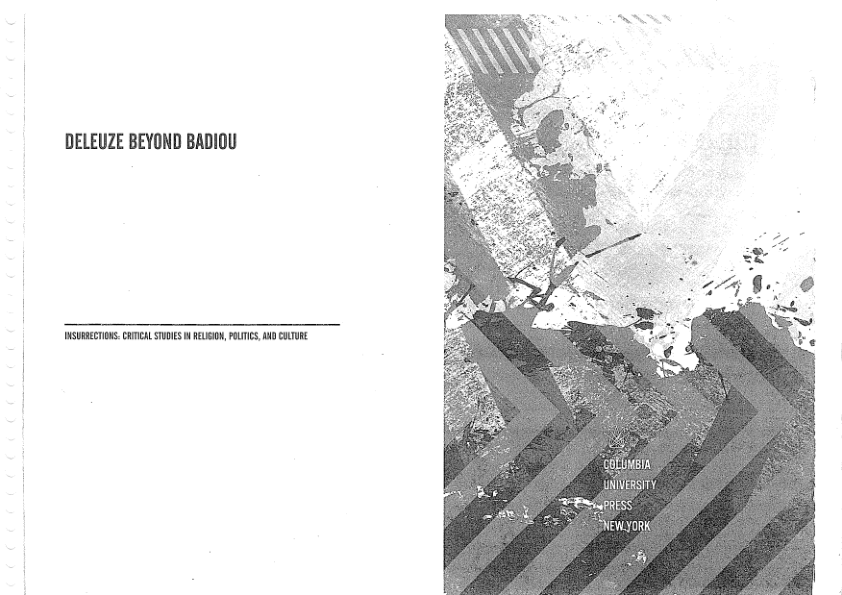 DELEUZE BEYOND BADIOU
INSURRECTIONS: CRITICAL STUDIES IN RELIGION, POLITICS, AND CULTURE
COLUMBIA
UNIVERSITY
PRESS
NEW YORK